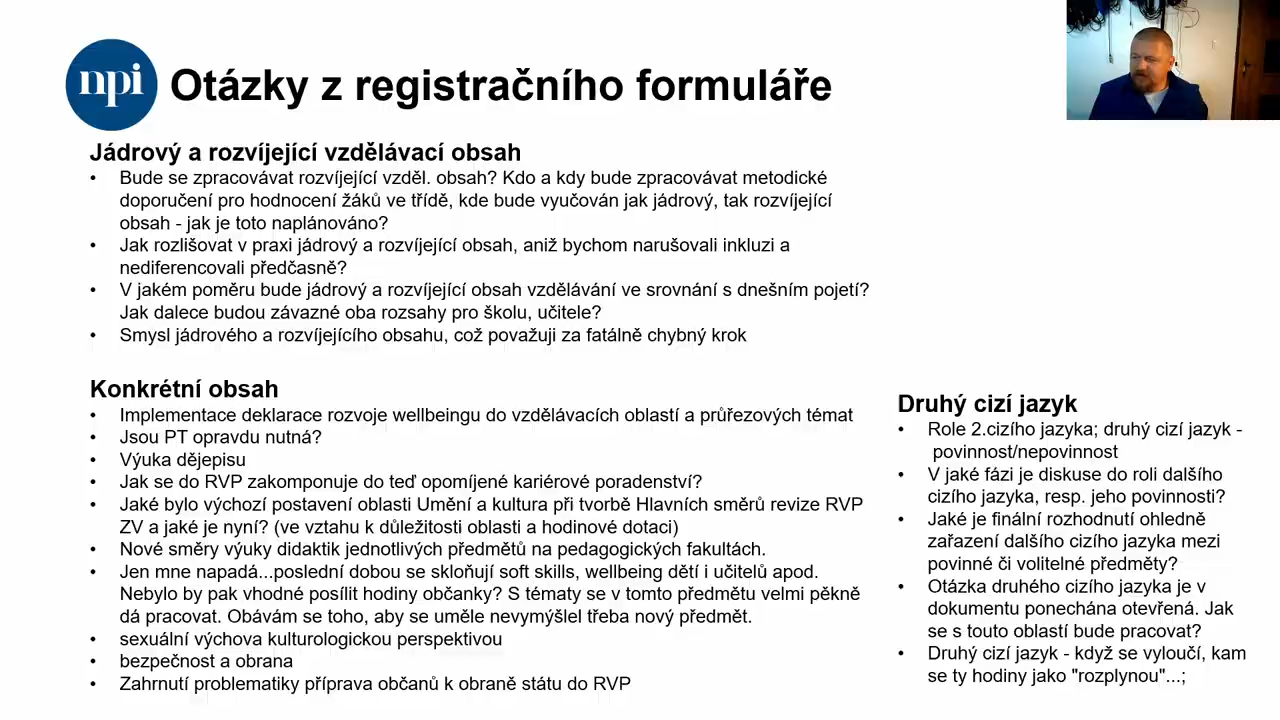 npi
Otázky z registračního formuláře
Jádrový a rozvíjející vzdělávací obsah
• Bude se zpracovávat rozvíjející vzděl. obsah? Kdo a kdy bude zpracovávat metodické
doporučení pro hodnocení žáků ve třídě, kde bude vyučován jak jádrový, tak rozvíjející
obsah - jak je toto naplánováno?
• Jak rozlišovat v praxi jádrový a rozvíjející obsah, aniž bychom narušovali inkluzi a
nediferencovali předčasně?
• V jakém poměru bude jádrový a rozvíjející obsah vzdělávání ve srovnání s dnešním pojetí?
Jak dalece budou závazné oba rozsahy pro školu, učitele?
• Smysl jádrového a rozvíjejícího obsahu, což považuji za fatálně chybný krok
Konkrétní obsah
• Implementace deklarace rozvoje wellbeingu do vzdělávacích oblastí a průřezových témat
• Jsou PT opravdu nutná?
• Výuka dějepisu
• Jak se do RVP zakomponuje do teď opomíjené kariérové poradenství?
• Jaké bylo výchozí postavení oblasti Umění a kultura při tvorbě Hlavních směrů revize RVP
ZV a jaké je nyní? (ve vztahu k důležitosti oblasti a hodinové dotaci)
• Nové směry výuky didaktik jednotlivých předmětů na pedagogických fakultách.
• Jen mne napadá...poslední dobou se skloňují soft skills, wellbeing dětí i učitelů apod.
Nebylo by pak vhodné posílit hodiny občanky? S tématy se v tomto předmětu velmi pěkně
dá pracovat. Obávám se toho, aby se uměle nevymýšlel třeba nový předmět.
• sexuální výchova kulturologickou perspektivou
• bezpečnost a obrana
• Zahrnutí problematiky příprava občanů k obraně státu do RVP
Druhý cizí jazyk
• Role 2.cizího jazyka; druhý cizí jazyk -
povinnost/nepovinnost
• V jaké fázi je diskuse do roli dalšího
cizího jazyka, resp. jeho povinnosti?
• Jaké je finální rozhodnutí ohledně
zařazení dalšího cizího jazyka mezi
povinné či volitelné předměty?
• Otázka druhého cizího jazyka je v
dokumentu ponechána otevřená. Jak
se s touto oblastí bude pracovat?
• Druhý cizí jazyk - když se vyloučí, kam
se ty hodiny jako "rozplynou"...;